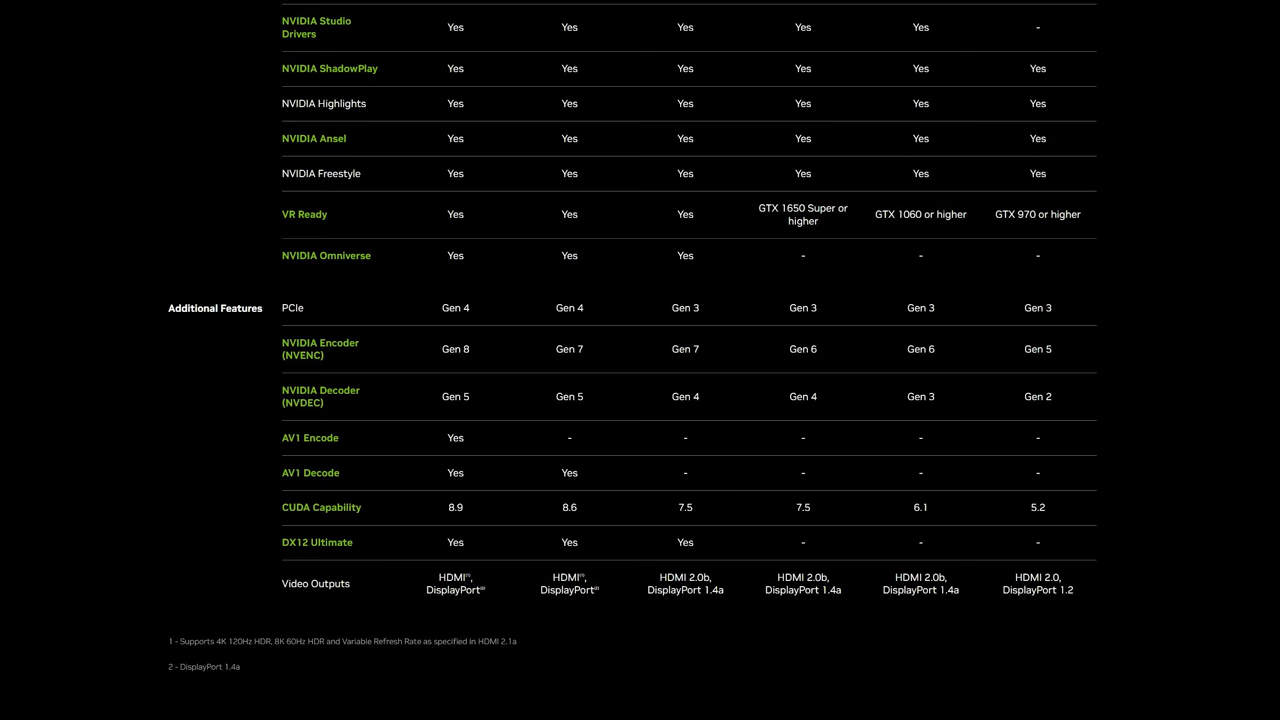 NVIDIA Studio Drivers Yes Yes Yes Yes Yes -
NVIDIA ShadowPlay Yes Yes Yes Yes Yes Yes
NVIDIA Highlights Yes Yes Yes Yes Yes Yes
NVIDIA Ansel Yes Yes Yes Yes Yes Yes
NVIDIA Freestyle Yes Yes Yes Yes Yes Yes
VR Ready Yes Yes Yes GTX 1650 Super or higher GTX 1060 or higher GTX 970 or higher
NVIDIA Omniverse Yes Yes Yes - - -
Additional Features PCIe Gen 4 Gen 4 Gen 3 Gen 3 Gen 3 Gen 3
NVIDIA Encoder (NVENC) Gen 8 Gen 7 Gen 7 Gen 6 Gen 6 Gen 5
NVIDIA Decoder (NVDEC) Gen 5 Gen 5 Gen 4 Gen 4 Gen 3 Gen 2
AV1 Encode Yes - - - - -
AV1 Decode Yes Yes - - - -
CUDA Capability 8.9 8.6 7.5 7.5 6.1 5.2
DX12 Ultimate Yes Yes Yes - - -
Video Outputs HDMI(1), DisplayPort(2) HDMI(1), DisplayPort(2) HDMI 2.0b, DisplayPort 1.4a HDMI 2.0b, DisplayPort 1.4a HDMI 2.0b, DisplayPort 1.4a HDMI 2.0, DisplayPort 1.2
1 - Supports 4K 120Hz HDR, 8K 60Hz HDR and Variable Refresh Rate as specified in HDMI 2.1a
2 - DisplayPort 1.4a